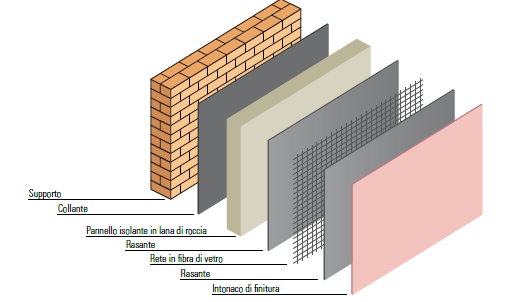 Supporto
Collante
Pannello isolante in lana di roccia
Rasante
Rete in fibra di vetro
Rasante
Intonaco di finitura